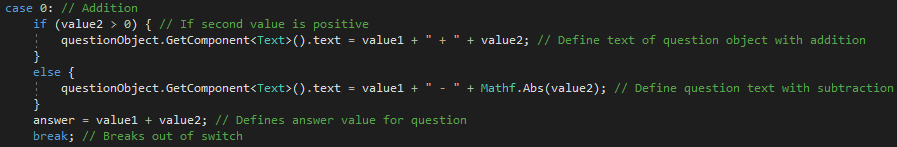 case 0: // Addition
if (value2 > 0) { // If second value is positive
questionObject.GetComponent<Text>().text = value1 + " + " + value2; // Define text of question object with addition
}
else {
questionObject.GetComponent<Text>().text = value1 + " - " + Mathf.Abs(value2); // Define question text with subtraction
}
answer = value1 + value2; // Defines answer value for question
break; // Breaks out of switch